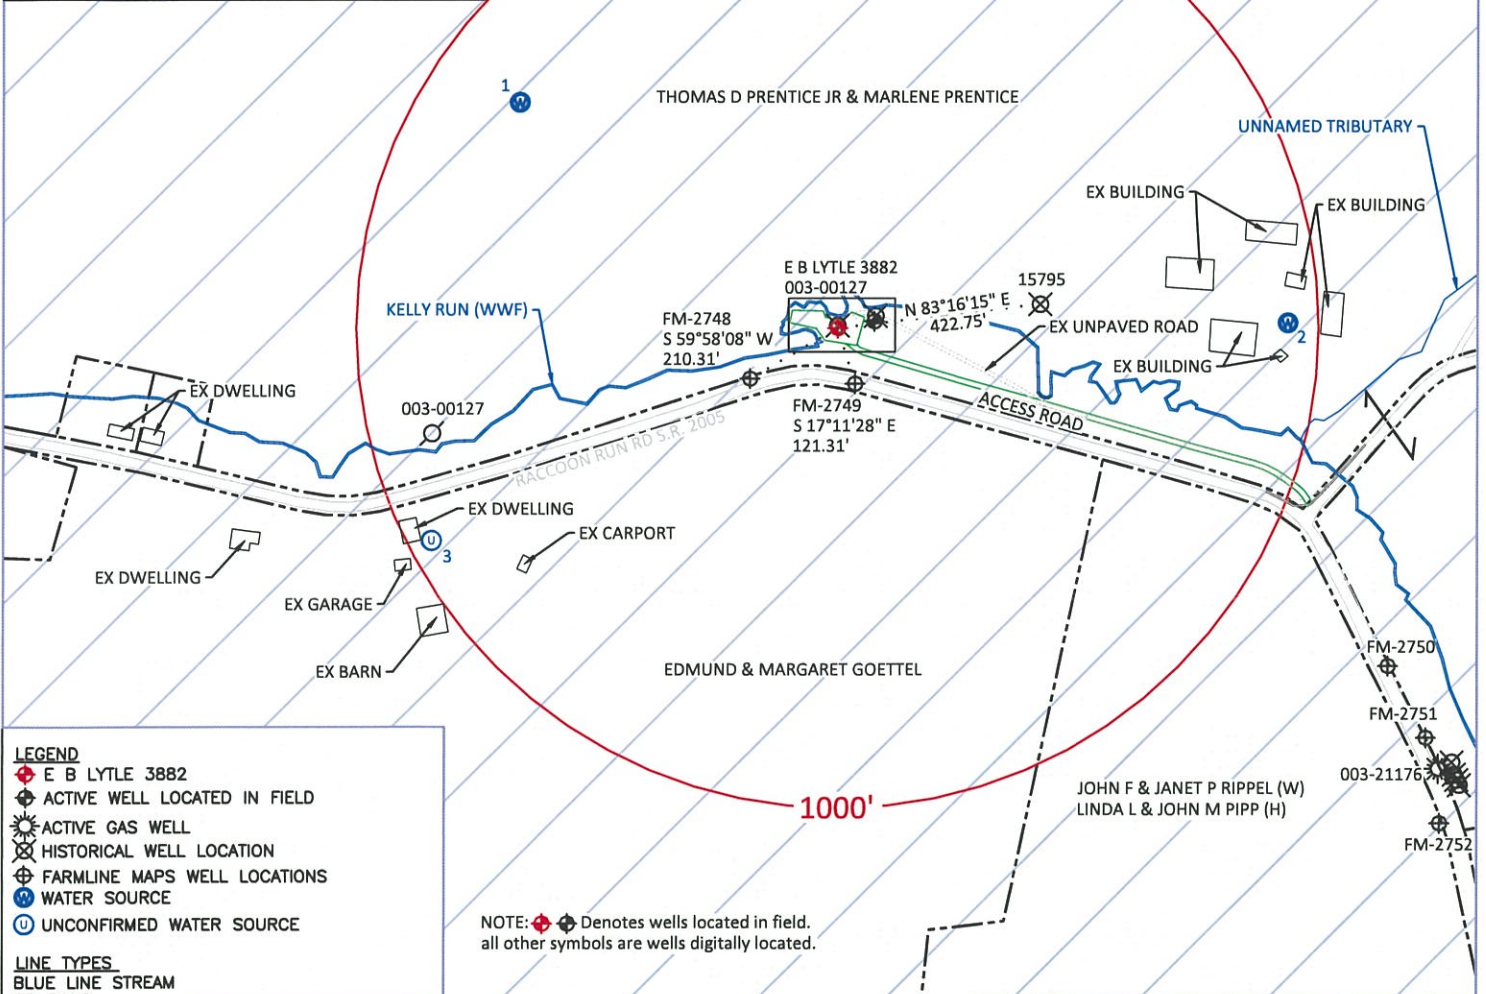 1
W
THOMAS D PRENTICE JR & MARLENE PRENTICE
UNNAMED TRIBUTARY
EX BUILDING
EX BUILDING
E B LYTLE 3882
003-00127
15795
KELLY RUN (WWF)
FM-2748
S 59°58'08" W
210.31'
N 83°16'15" E
422.75'
EX UNPAVED ROAD
W
2
EX BUILDING
EX DWELLING
003-00127
FM-2749
S 17°11'28" E
121.31'
ACCESS ROAD
RACCOON RUN RD S.R. 2005
EX DWELLING
U
3
EX CARPORT
EX DWELLING
EX GARAGE
EX BARN
EDMUND & MARGARET GOETTEL
FM-2750
FM-2751
003-21176
1000'
JOHN F & JANET P RIPPEL (W)
LINDA L & JOHN M PIPP (H)
FM-2752
LEGEND
E B LYTLE 3882
ACTIVE WELL LOCATED IN FIELD
ACTIVE GAS WELL
HISTORICAL WELL LOCATION
FARMLINE MAPS WELL LOCATIONS
W WATER SOURCE
U UNCONFIRMED WATER SOURCE
LINE TYPES
BLUE LINE STREAM
NOTE: Denotes wells located in field.
all other symbols are wells digitally located.